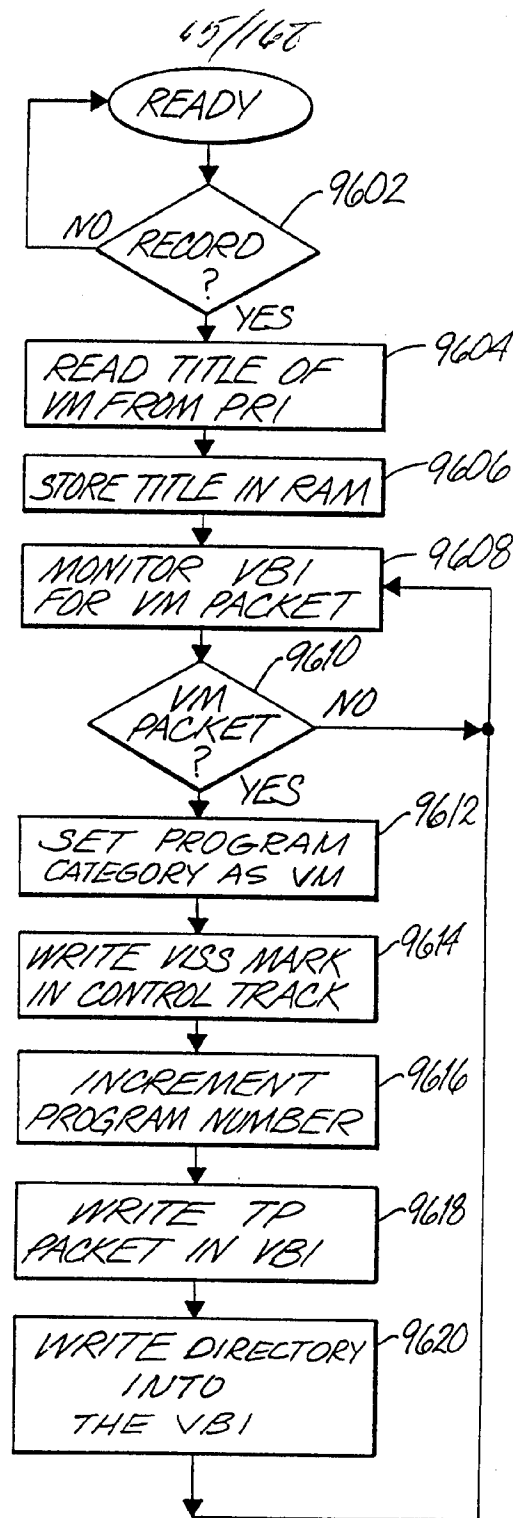 READY
9602
NO
RECORD
?
YES
9604
READ TITLE OF
VM FROM PRI
9606
STORE TITLE IN RAM
9608
MONITOR VBI
FOR VM PACKET
9610
VM
PACKET
?
NO
YES
9612
SET PROGRAM
CATEGORY AS VM
9614
WRITE VISS MARK
IN CONTROL TRACK
9616
INCREMENT
PROGRAM NUMBER
9618
WRITE TP
PACKET IN VBI
9620
WRITE DIRECTORY
INTO
THE VBI